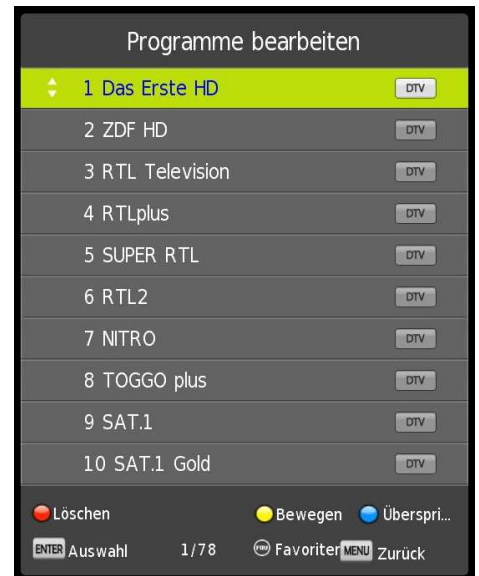 Programme bearbeiten
1 Das Erste HD DTV
2 ZDF HD DTV
3 RTL Television DTV
4 RTLplus DTV
5 SUPER RTL DTV
6 RTL2 DTV
7 NITRO DTV
8 TOGGO plus DTV
9 SAT.1 DTV
10 SAT.1 Gold DTV
Löschen Bewegen Überspri...
ENTER Auswahl 1/78 FAV Favoriten MENU Zurück